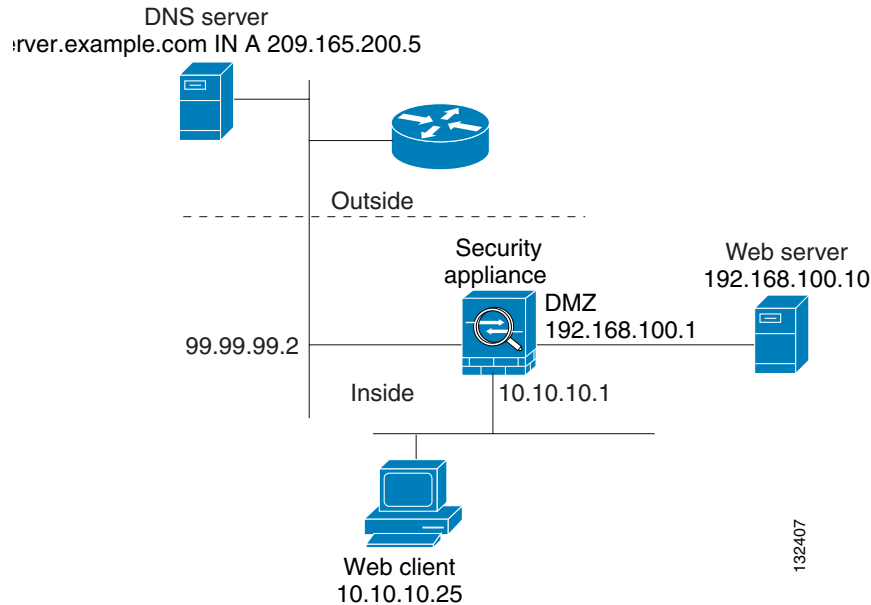 DNS server
erver.example.com IN A 209.165.200.5
Outside
Security
appliance
Web server
192.168.100.10
DMZ
192.168.100.1
99.99.99.2
Inside
10.10.10.1
Web client
10.10.10.25
132407